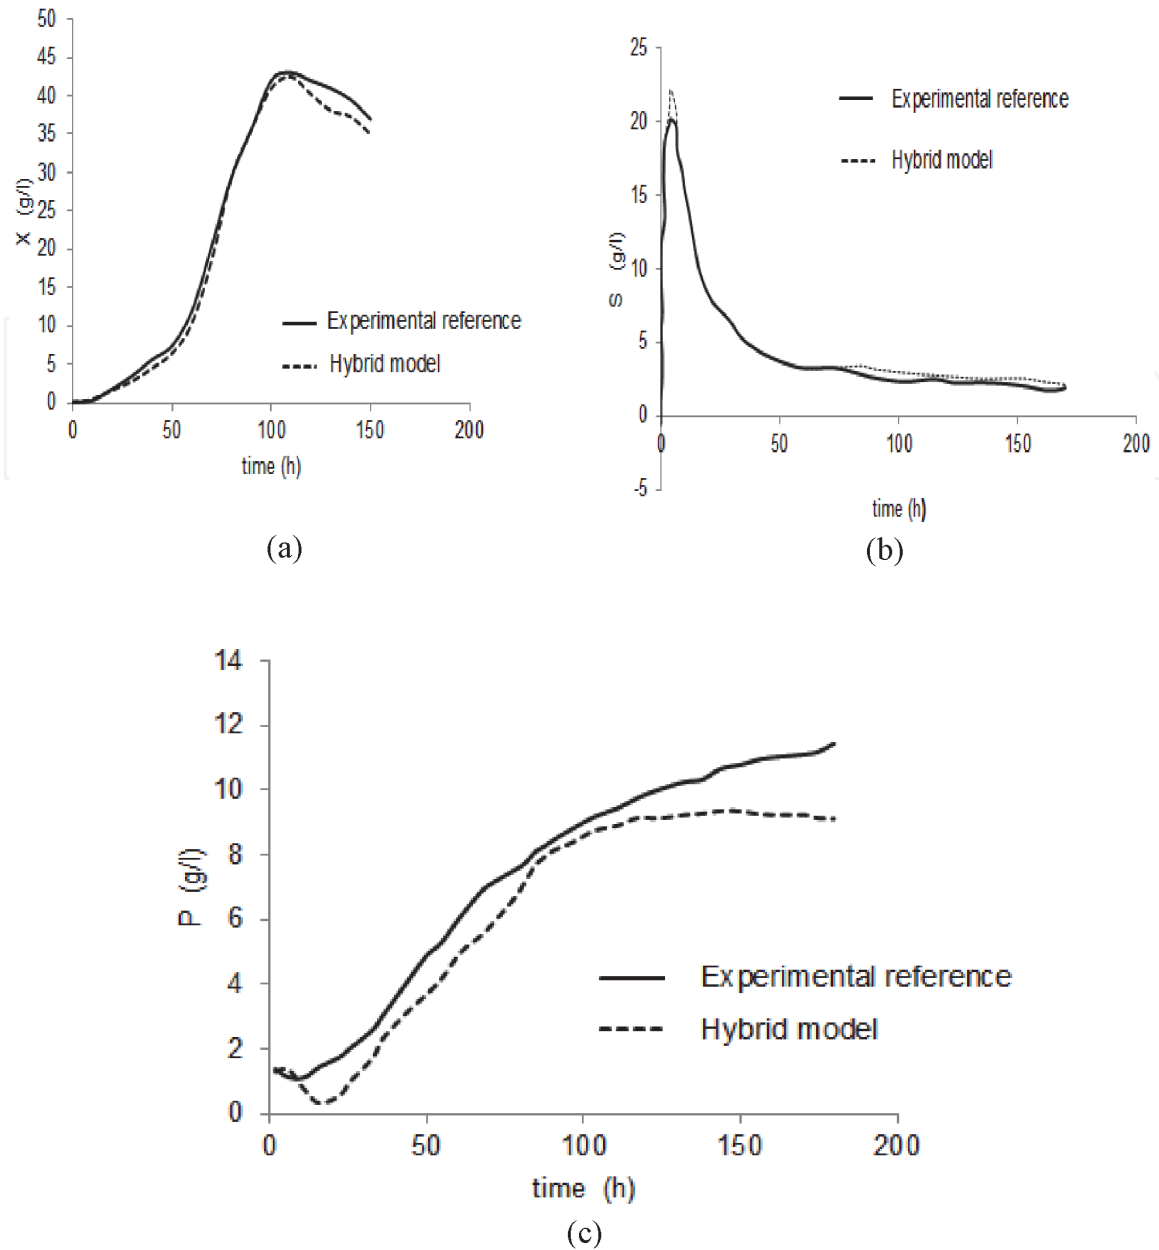 50
45
40
35
30
25
20
15
10
5
0
X (g/l)
Experimental reference
Hybrid model
0 50 100 150 200
time (h)
(a)
25
20
15
10
5
0
-5
S (g/l)
Experimental reference
Hybrid model
0 50 100 150 200
time (h)
(b)
14
12
10
8
6
4
2
0
P (g/l)
Experimental reference
Hybrid model
0 50 100 150 200
time (h)
(c)